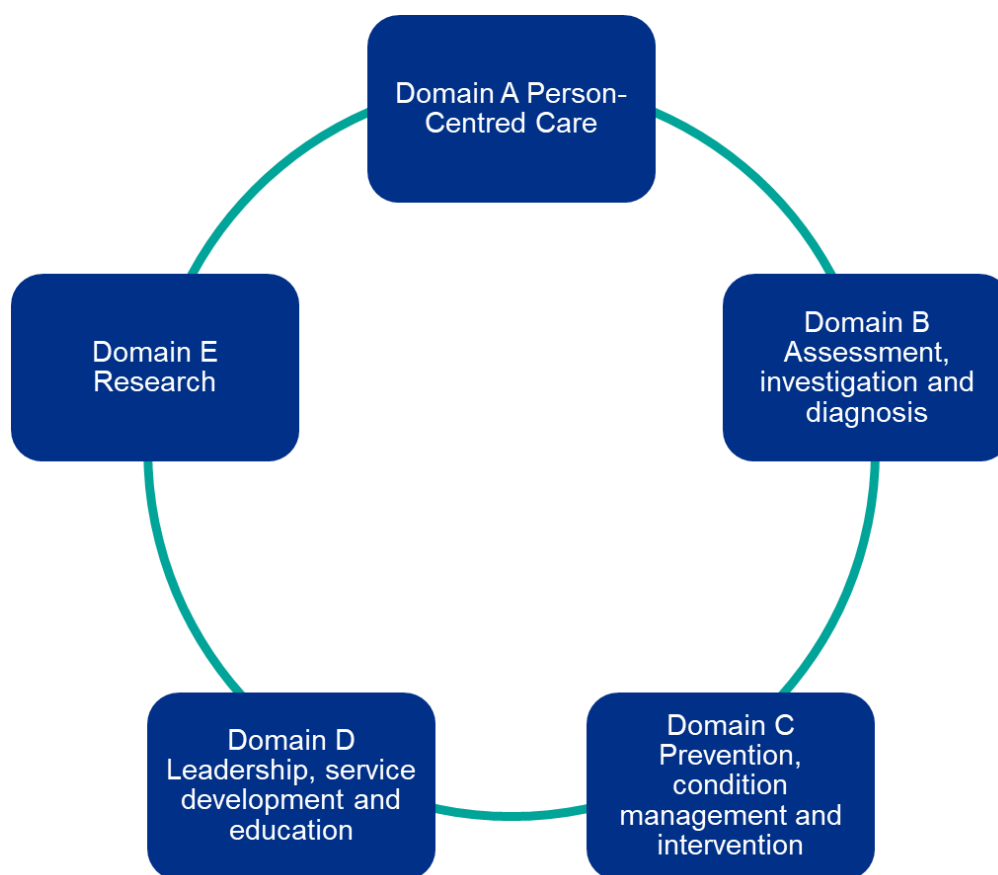 Domain A Person-
Centred Care
Domain B
Assessment,
investigation and
diagnosis
Domain C
Prevention,
condition
management and
intervention
Domain D
Leadership, service
development and
education
Domain E
Research